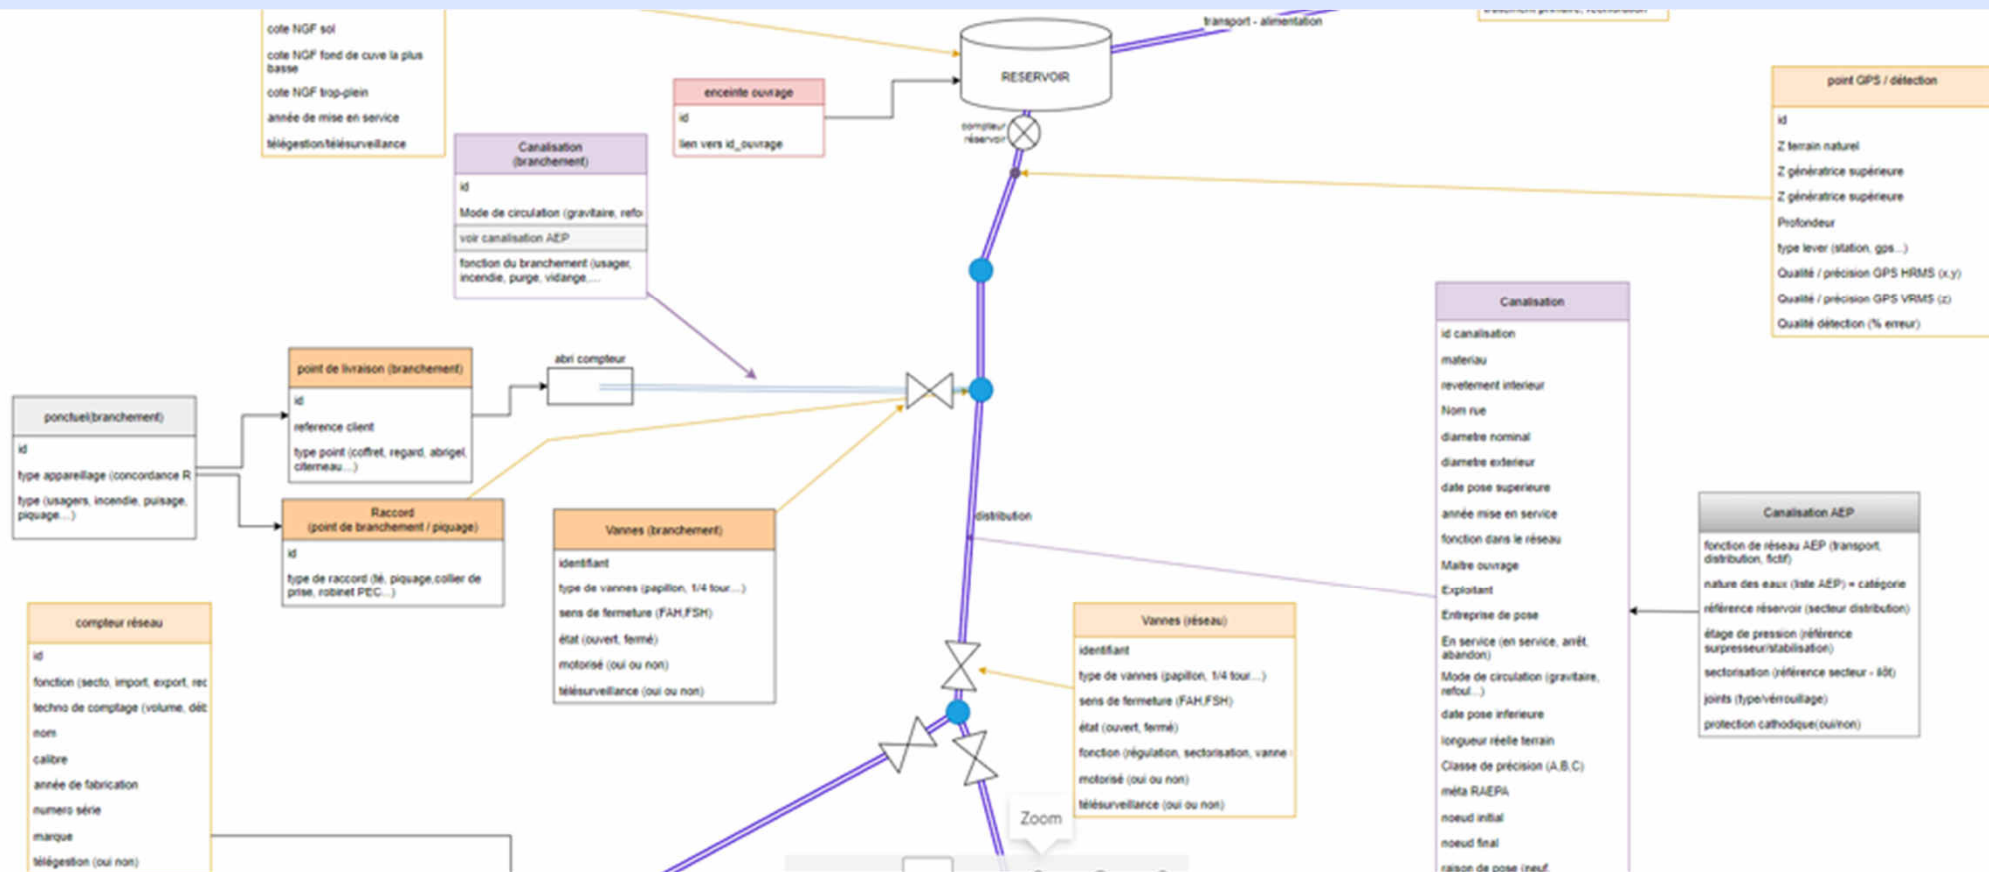 transport - alimentation
cote NGF sol
cote NGF fond de cuve la plus
basse
cote NGF trop-plein
année de mise en service
télégestion/télésurveillance
enceinte ouvrage
id
lien vers id_ouvrage
RESERVOIR
compteur
réservoir
point GPS / détection
id
Z terrain naturel
Z génératrice supérieure
Z génératrice supérieure
Profondeur
type lever (station, gps...)
Qualité / précision GPS HRMS (x,y)
Qualité / précision GPS VRMS (z)
Qualité détection (% erreur)
Canalisation
(branchement)
id
Mode de circulation (gravitaire, refo
voir canalisation AEP
fonction du branchement (usager,
incendie, purge, vidange,...
abri compteur
point de livraison (branchement)
id
reference client
type point (coffret, regard, abrigel,
citerneau...)
ponctuel(branchement)
id
type appareillage (concordance R
type (usagers, incendie, puisage,
piquage...)
Raccord
(point de branchement / piquage)
id
type de raccord (té, piquage,collier de
prise, robinet PEC...)
Vannes (branchement)
identifiant
type de vannes (papillon, 1/4 tour....)
sens de fermeture (FAH,FSH)
état (ouvert, fermé)
motorisé (oui ou non)
télésurveillance (oui ou non)
compteur réseau
id
fonction (secto, import, export, rec
techno de comptage (volume, déb
nom
calibre
année de fabrication
numero série
marque
télégestion (oui non)
distribution
Vannes (réseau)
identifiant
type de vannes (papillon, 1/4 tour...)
sens de fermeture (FAH,FSH)
état (ouvert, fermé)
fonction (régulation, sectorisation, vanne
motorisé (oui ou non)
télésurveillance (oui ou non)
Zoom
Canalisation
id canalisation
materiau
revetement interieur
Nom rue
diametre nominal
diametre exterieur
date pose superieure
année mise en service
fonction dans le réseau
Maitre ouvrage
Exploitant
Entreprise de pose
En service (en service, arrêt,
abandon)
Mode de circulation (gravitaire,
refoul...)
date pose inferieure
longueur réelle terrain
Classe de précision (A,B,C)
méta RAEPA
noeud initial
noeud final
raison de pose (neuf,
Canalisation AEP
fonction de réseau AEP (transport,
distribution, fictif)
nature des eaux (liste AEP) = catégorie
référence réservoir (secteur distribution)
étage de pression (référence
surpresseur/stabilisation)
sectorisation (référence secteur - ilôt)
joints (type/vérrouillage)
protection cathodique(oui/non)